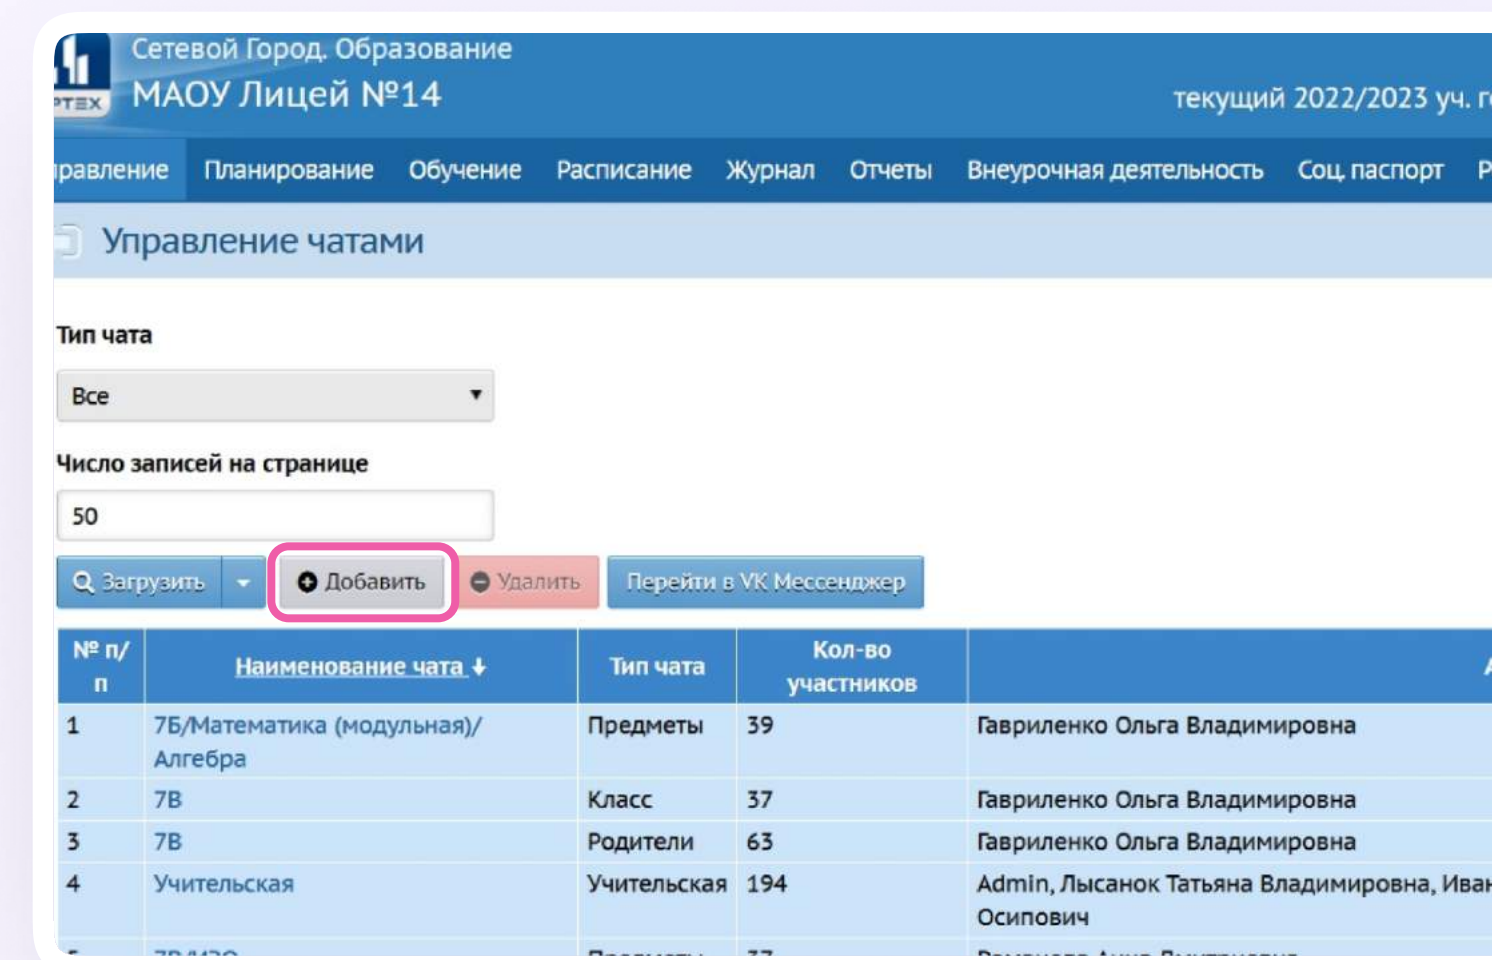 Сетевой Город. Образование
МАОУ Лицей №14
текущий 2022/2023 уч.
Планирование Обучение Расписание Журнал Отчеты Внеурочная деятельность Соц. паспорт
Управление чатами
Тип чата
Все
Число записей на странице
50
Загрузить Добавить Удалить Перейти в VK Мессенджер
№ п/ Кол-во
п Наименование чата Тип чата участников
1 7Б/Математика (модульная)/ Предметы 39 Гавриленко Ольга Владимировна
Алгебра
2 7В Класс 37 Гавриленко Ольга Владимировна
3 7В Родители 63 Гавриленко Ольга Владимировна
4 Учительская Учительская 194 Admin, Лысанок Татьяна Владимировна,
Осипович